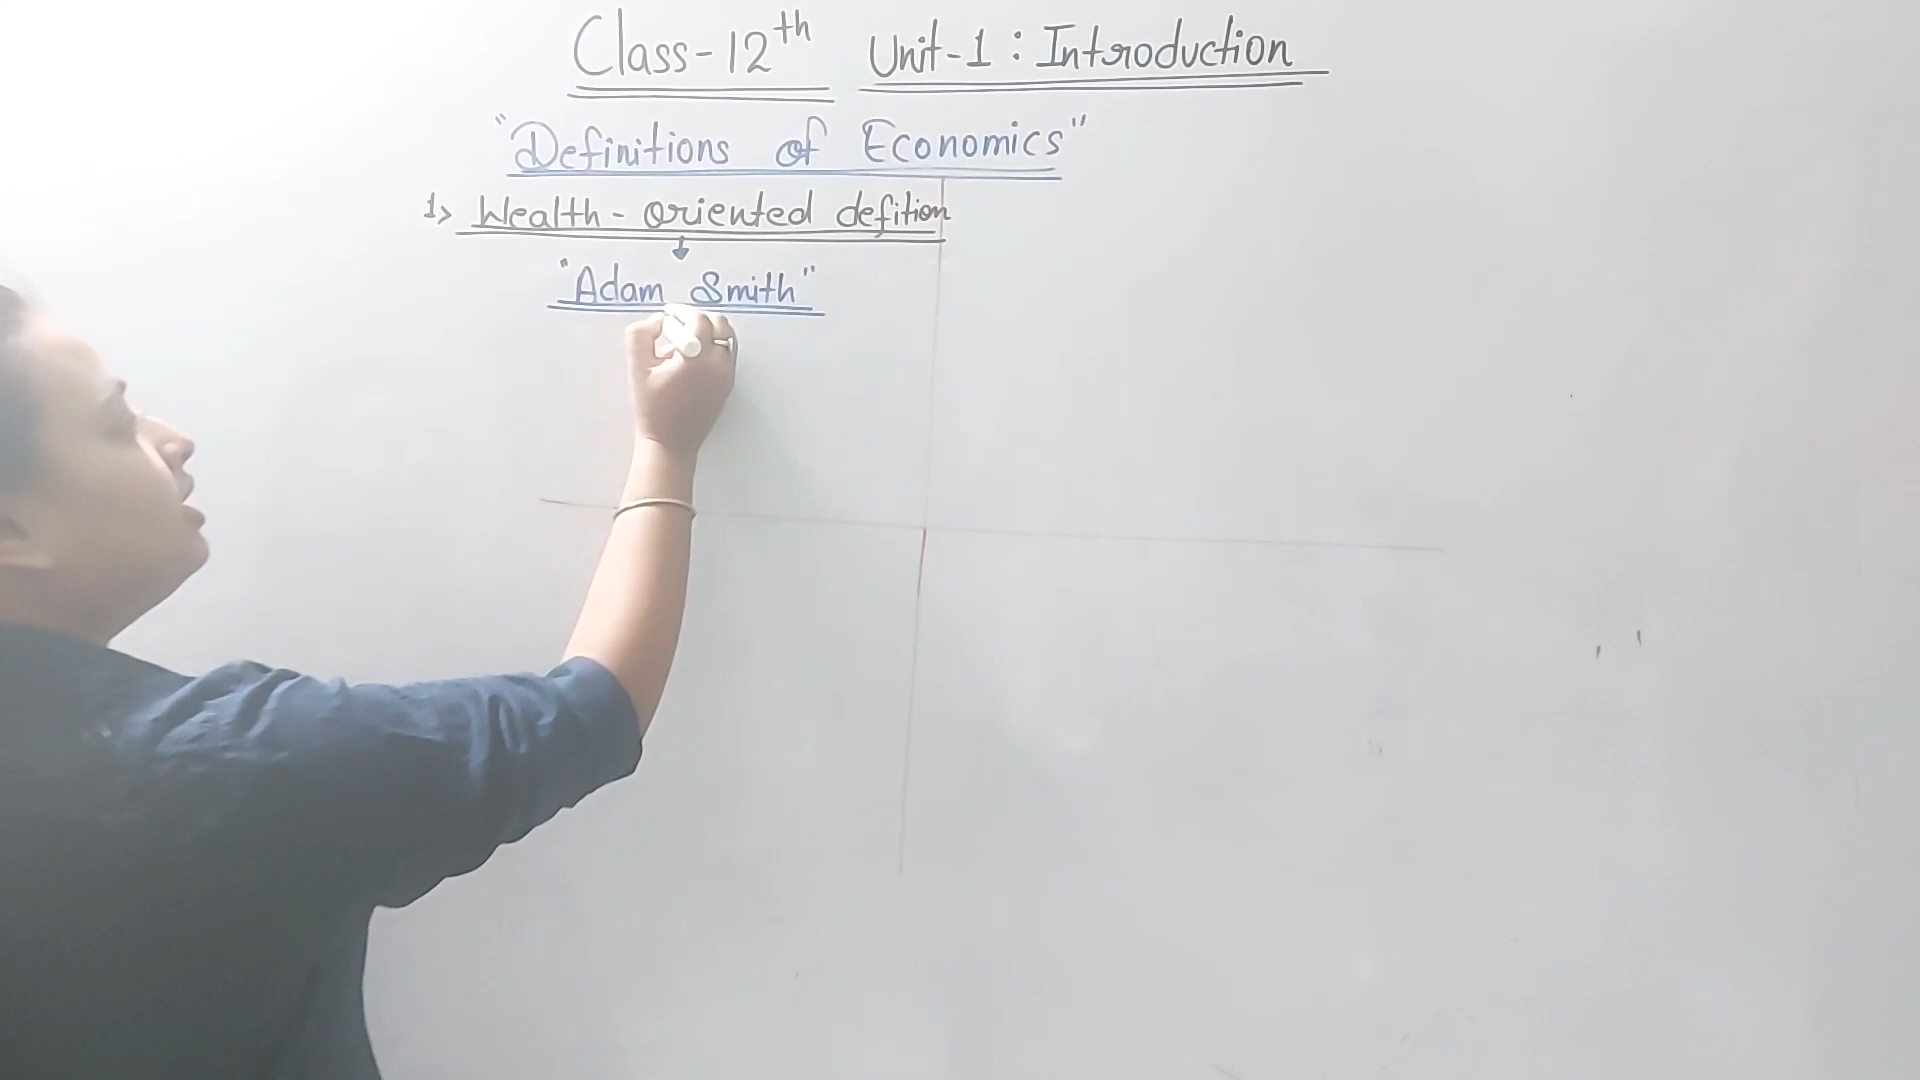 Class-12th Unit-1 : Introduction
"Definitions of Economics"
1> Wealth-oriented defition
"Adam Smith"